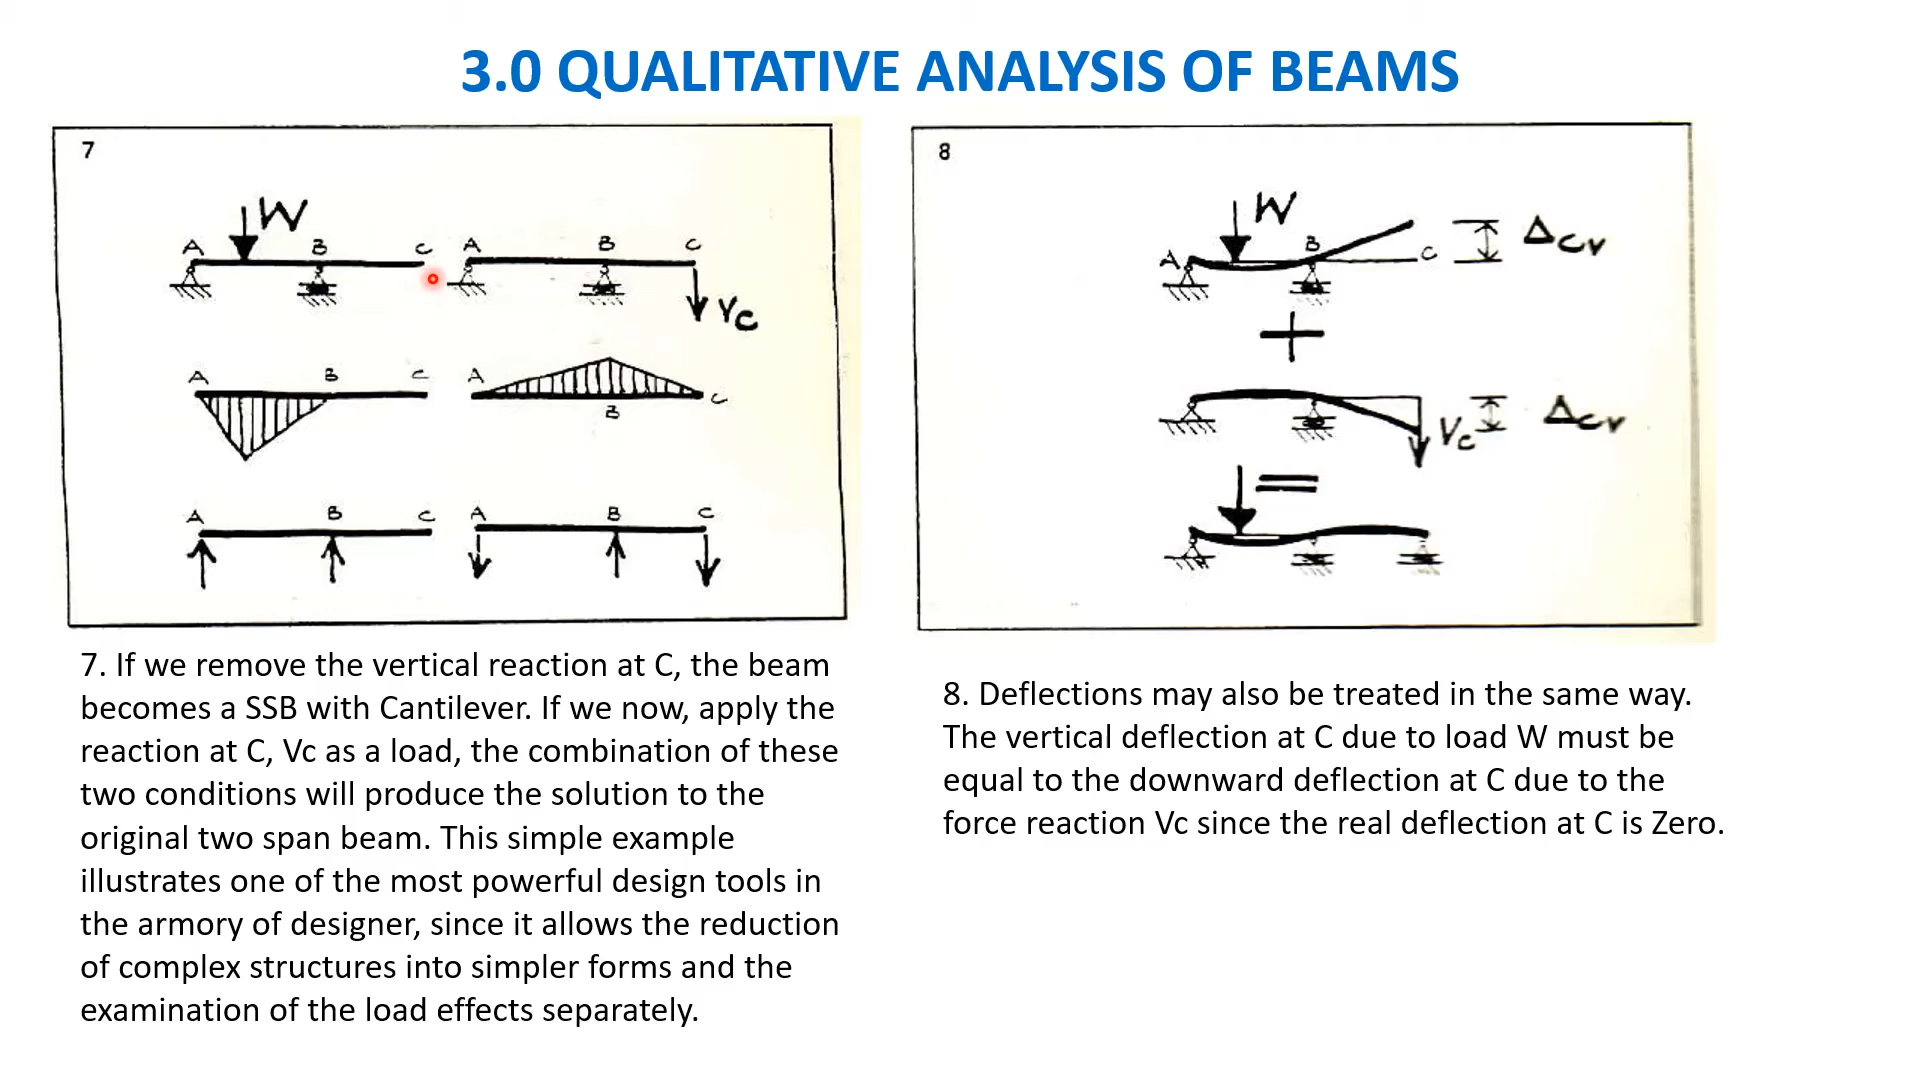 3.0 QUALITATIVE ANALYSIS OF BEAMS
7
W
A B C
A B C
Vc
A B C
A B C
A B C
A B C
7. If we remove the vertical reaction at C, the beam
becomes a SSB with Cantilever. If we now, apply the
reaction at C, Vc as a load, the combination of these
two conditions will produce the solution to the
original two span beam. This simple example
illustrates one of the most powerful design tools in
the armory of designer, since it allows the reduction
of complex structures into simpler forms and the
examination of the load effects separately.
8
W
A B C
Δcv
+
Vc
Δcv
=
8. Deflections may also be treated in the same way.
The vertical deflection at C due to load W must be
equal to the downward deflection at C due to the
force reaction Vc since the real deflection at C is Zero.